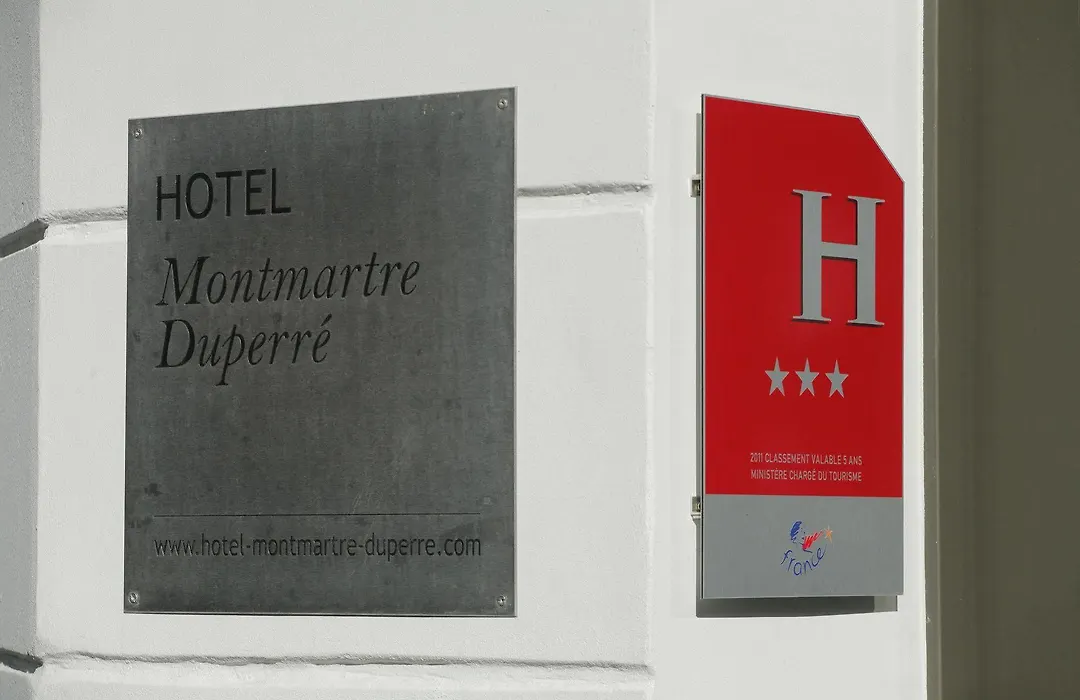 HOTEL
Montmartre
Duperré
www.hotel-montmartre-duperre.com
H
2011 CLASSEMENT VALABLE 5 ANS
MINISTÈRE CHARGÉ DU TOURISME
france